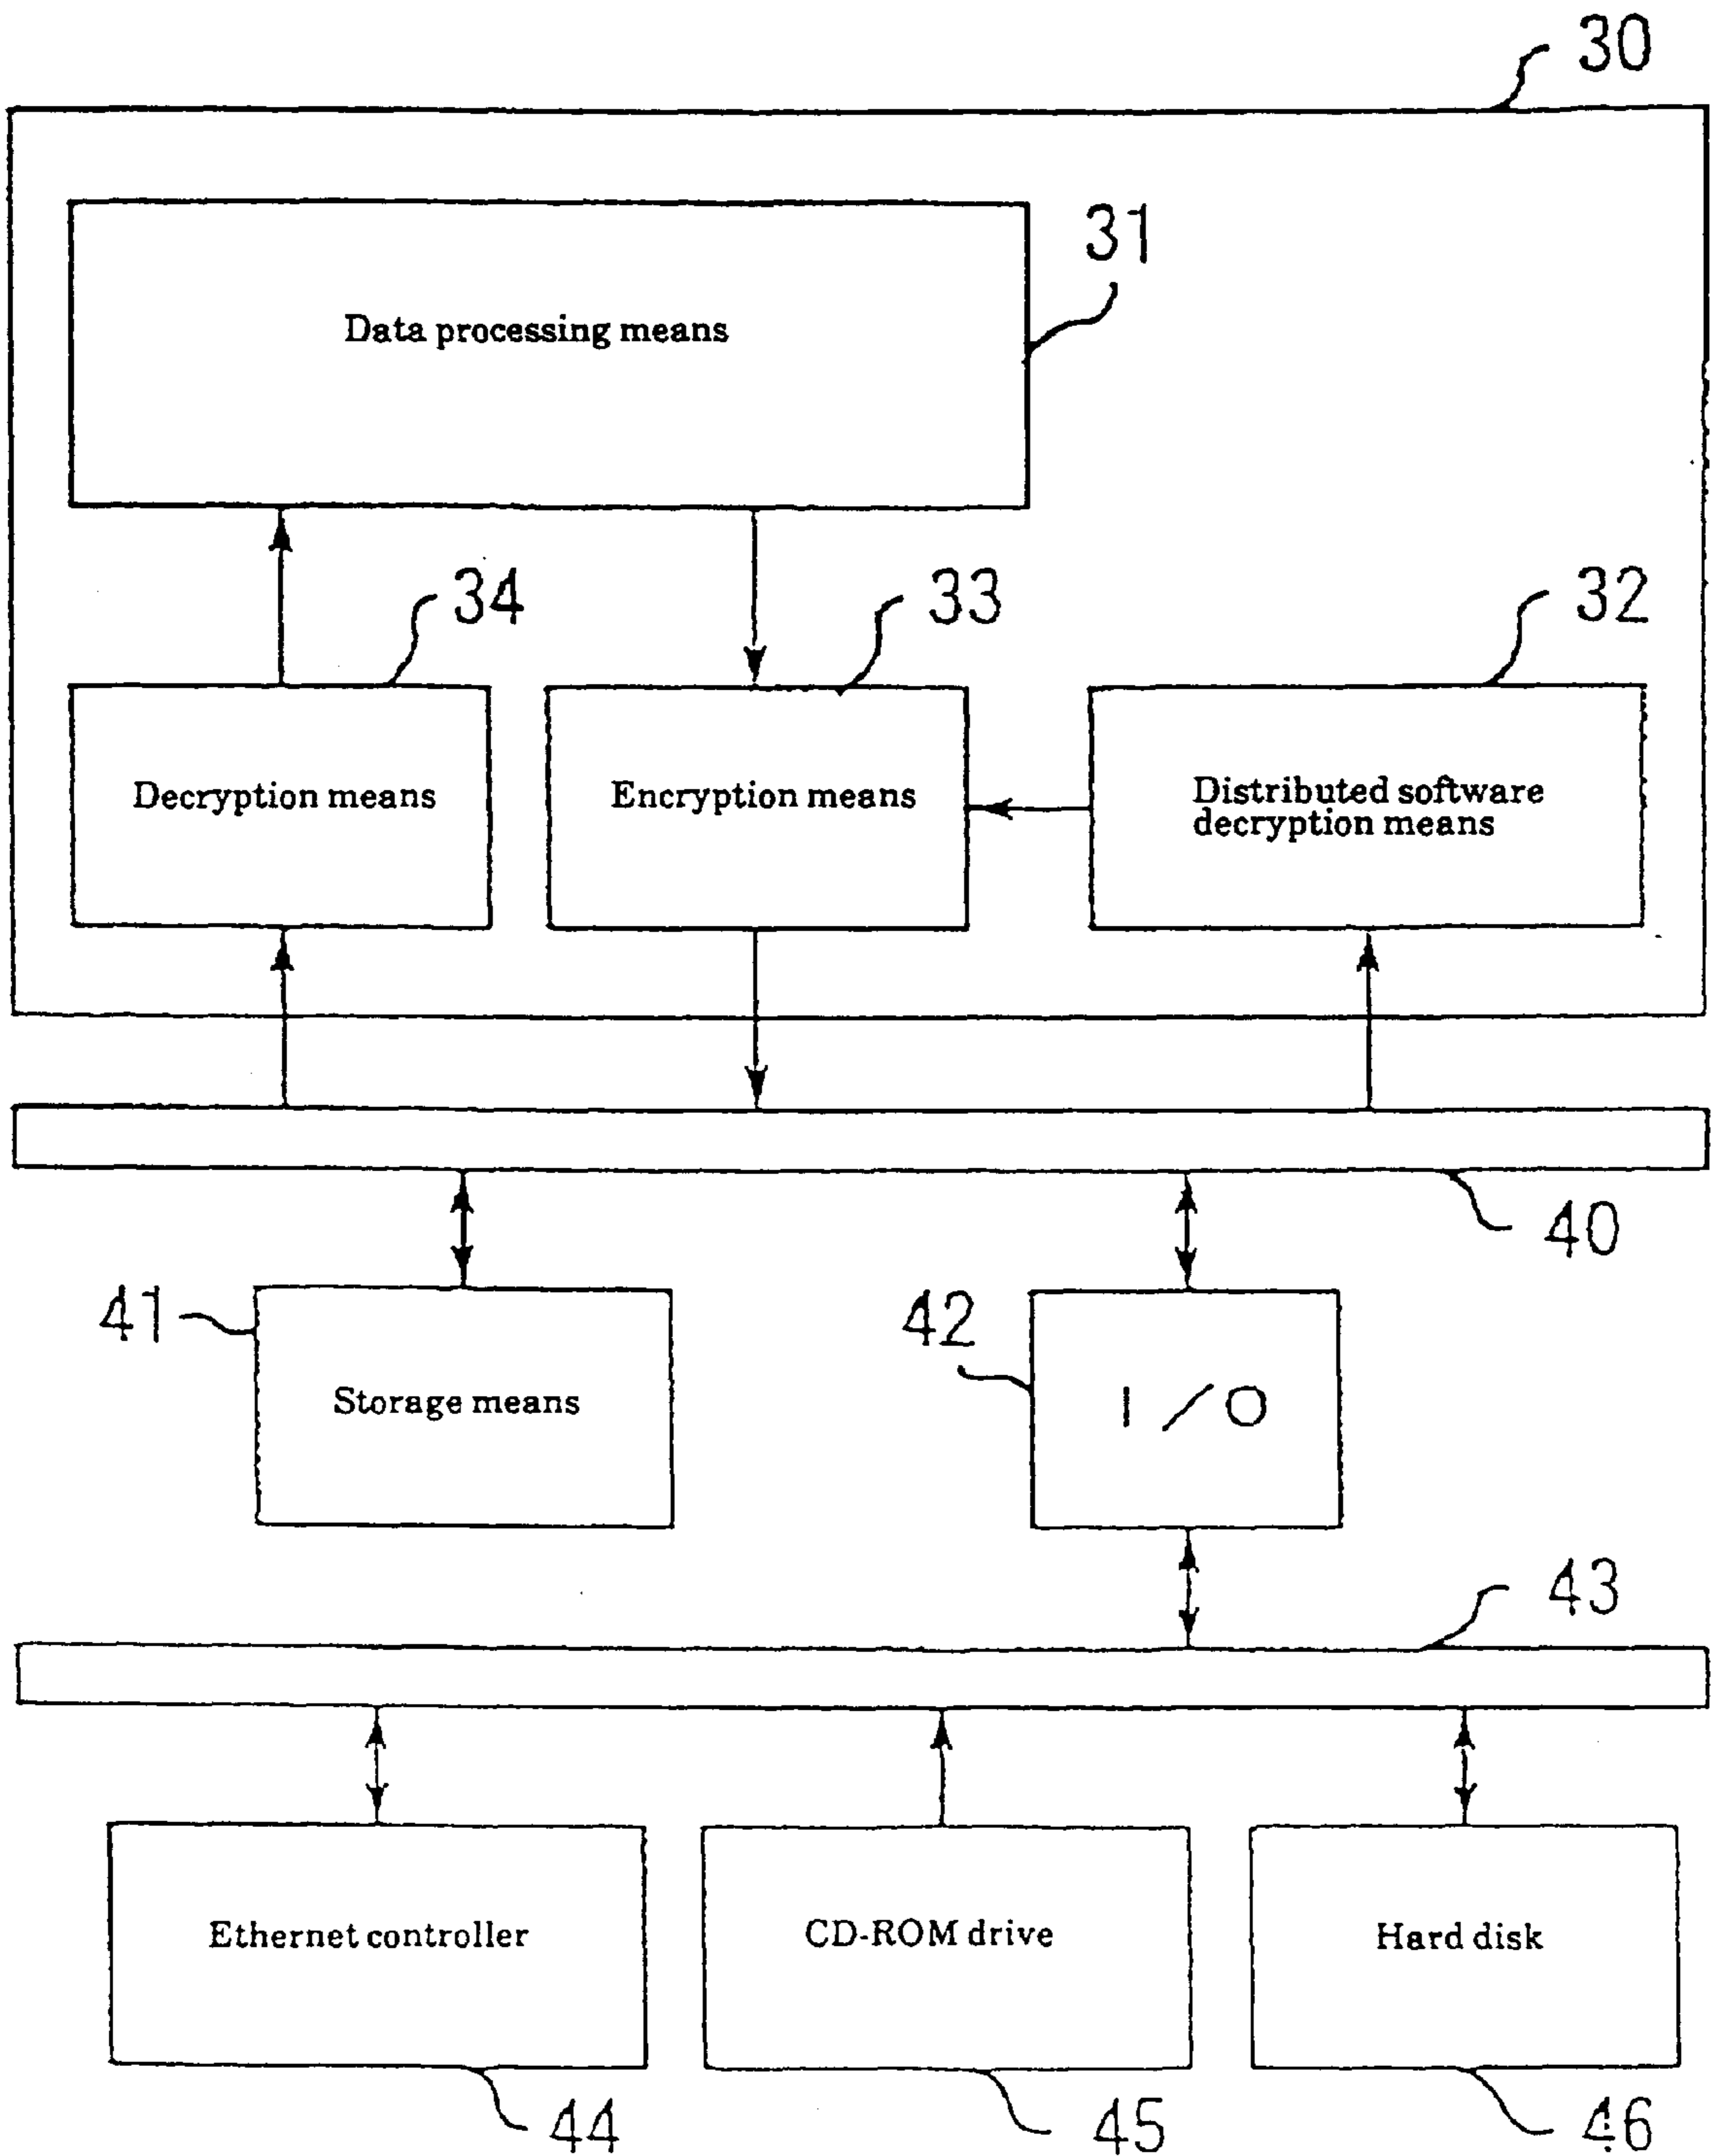 30
31
Data processing means
34
33
32
Decryption means
Encryption means
Distributed software
decryption means
40
41
42
Storage means
I/O
43
Ethernet controller
CD-ROM drive
Hard disk
44
45
46